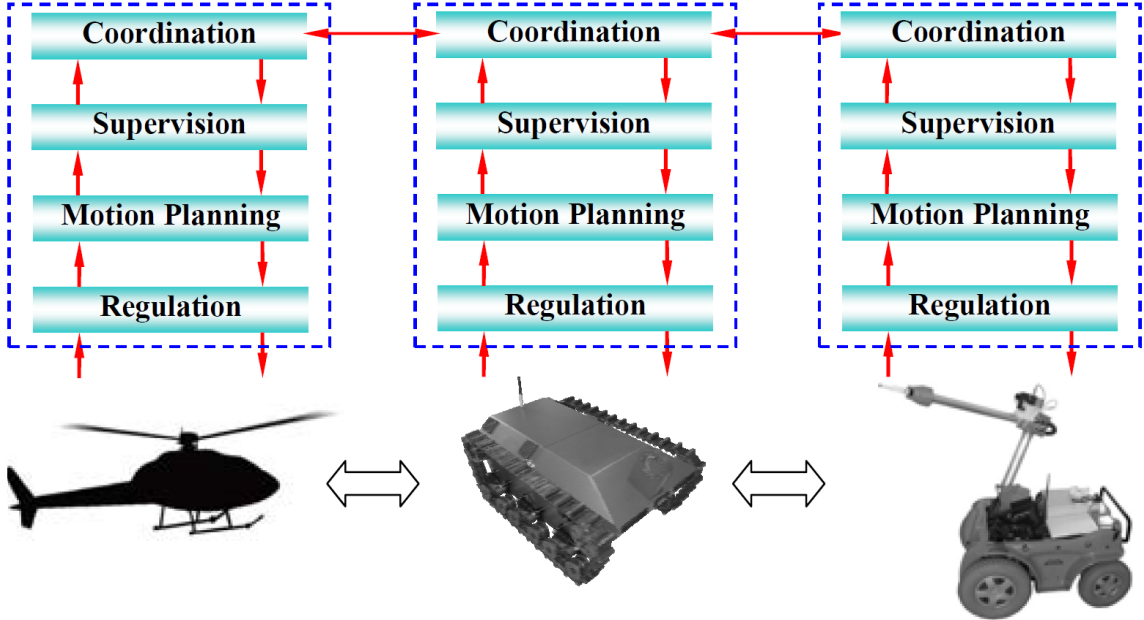 Coordination
Coordination
Coordination
Supervision
Supervision
Supervision
Motion Planning
Motion Planning
Motion Planning
Regulation
Regulation
Regulation